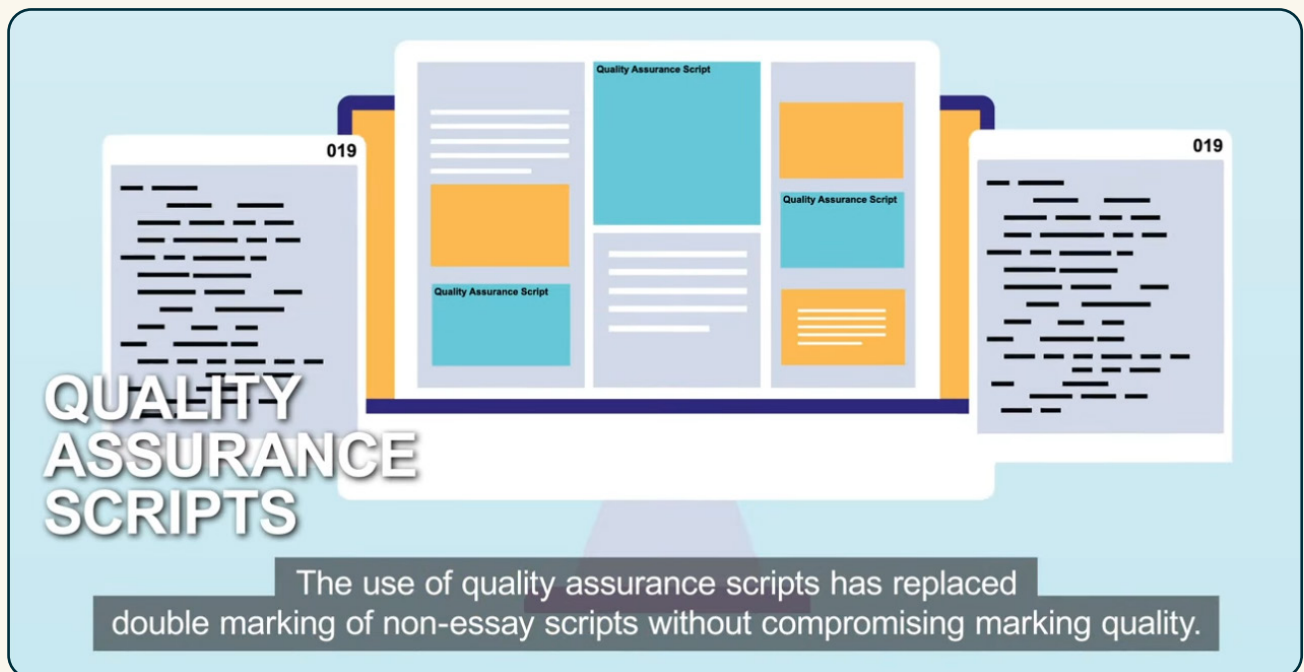 019
Quality Assurance Script
019
Quality Assurance Script
Quality Assurance Script
QUALITY
ASSURANCE
SCRIPTS
The use of quality assurance scripts has replaced
double marking of non-essay scripts without compromising marking quality.